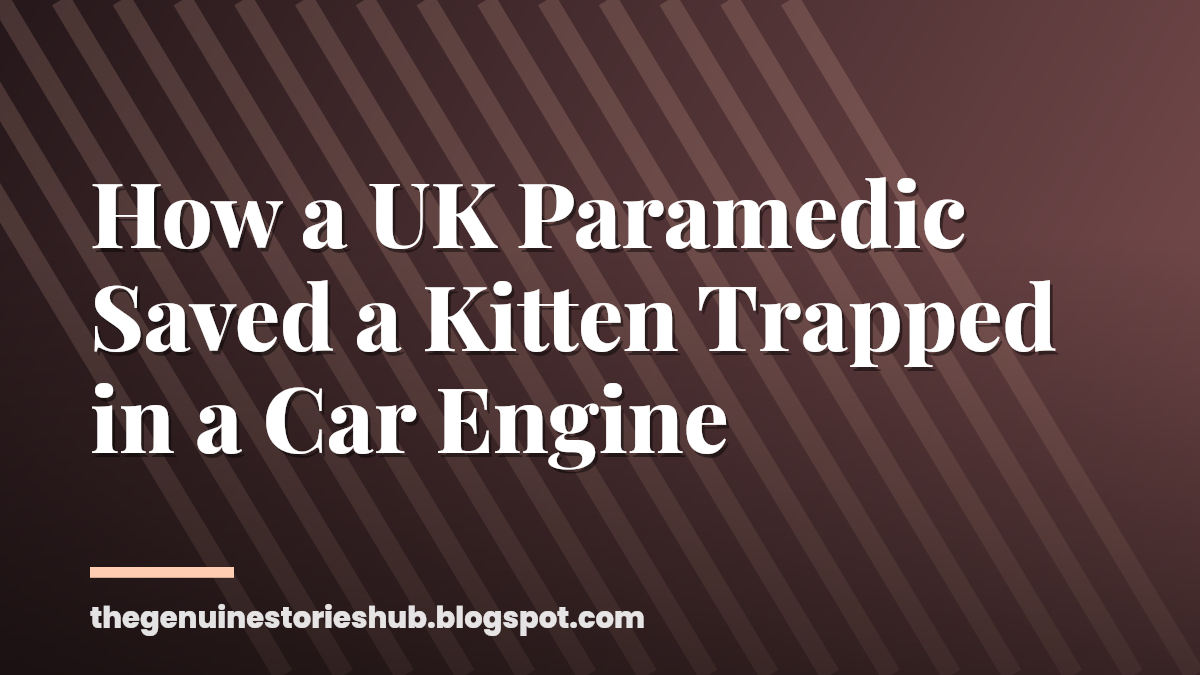 How a UK Paramedic
Saved a Kitten Trapped
in a Car Engine
thegenuinestorieshub.blogspot.com